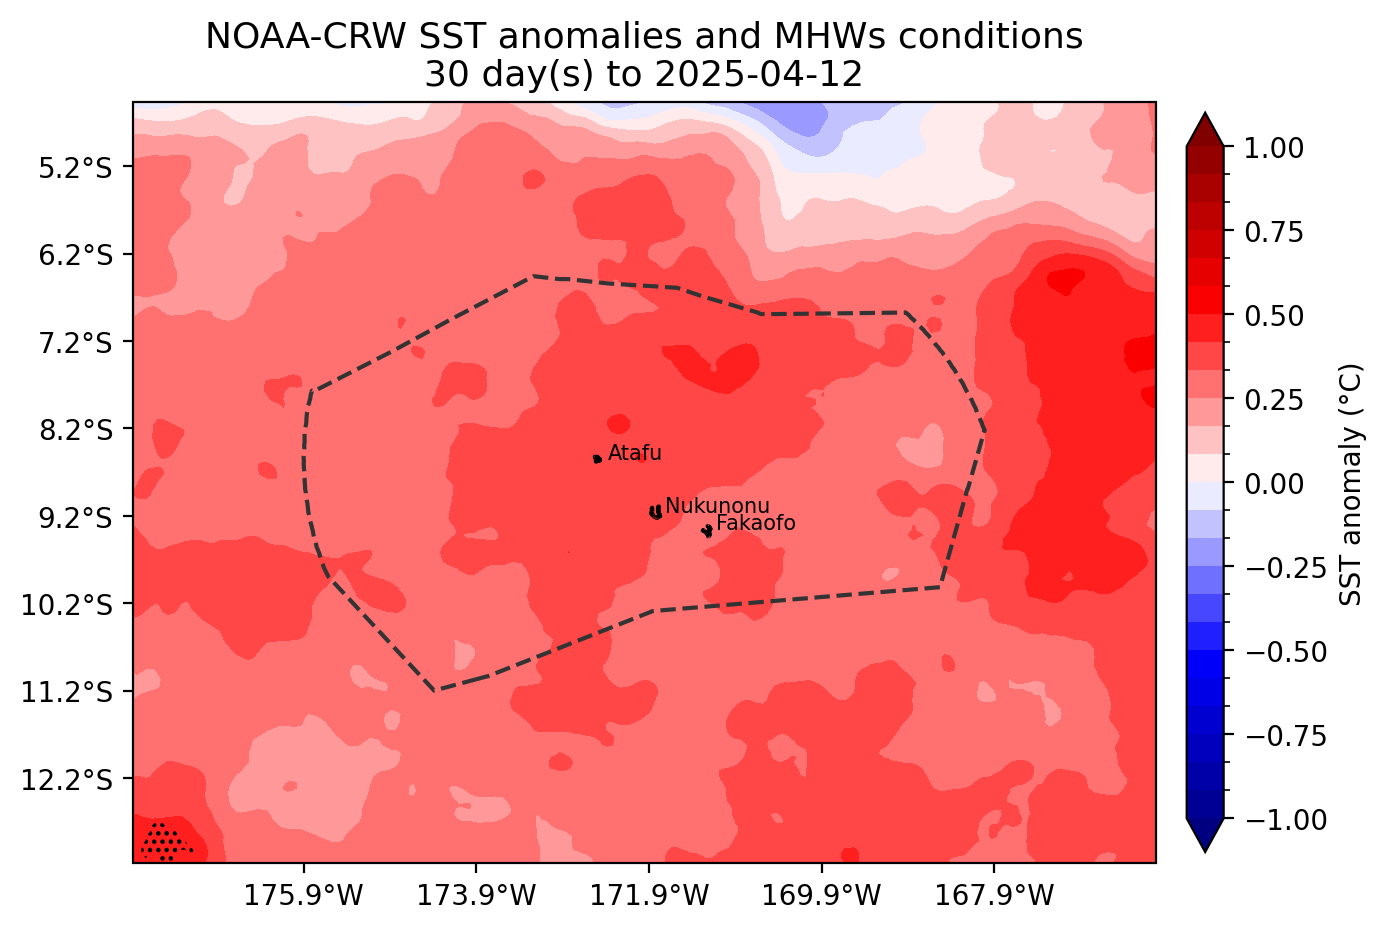 NOAA-CRW SST anomalies and MHWs conditions
30 day(s) to 2025-04-12
5.2°S
6.2°S
7.2°S
8.2°S
9.2°S
10.2°S
11.2°S
12.2°S
Atafu
Nukunonu
Fakaofo
175.9°W
173.9°W
171.9°W
169.9°W
167.9°W
1.00
0.75
0.50
0.25
0.00
−0.25
−0.50
−0.75
−1.00
SST anomaly (°C)